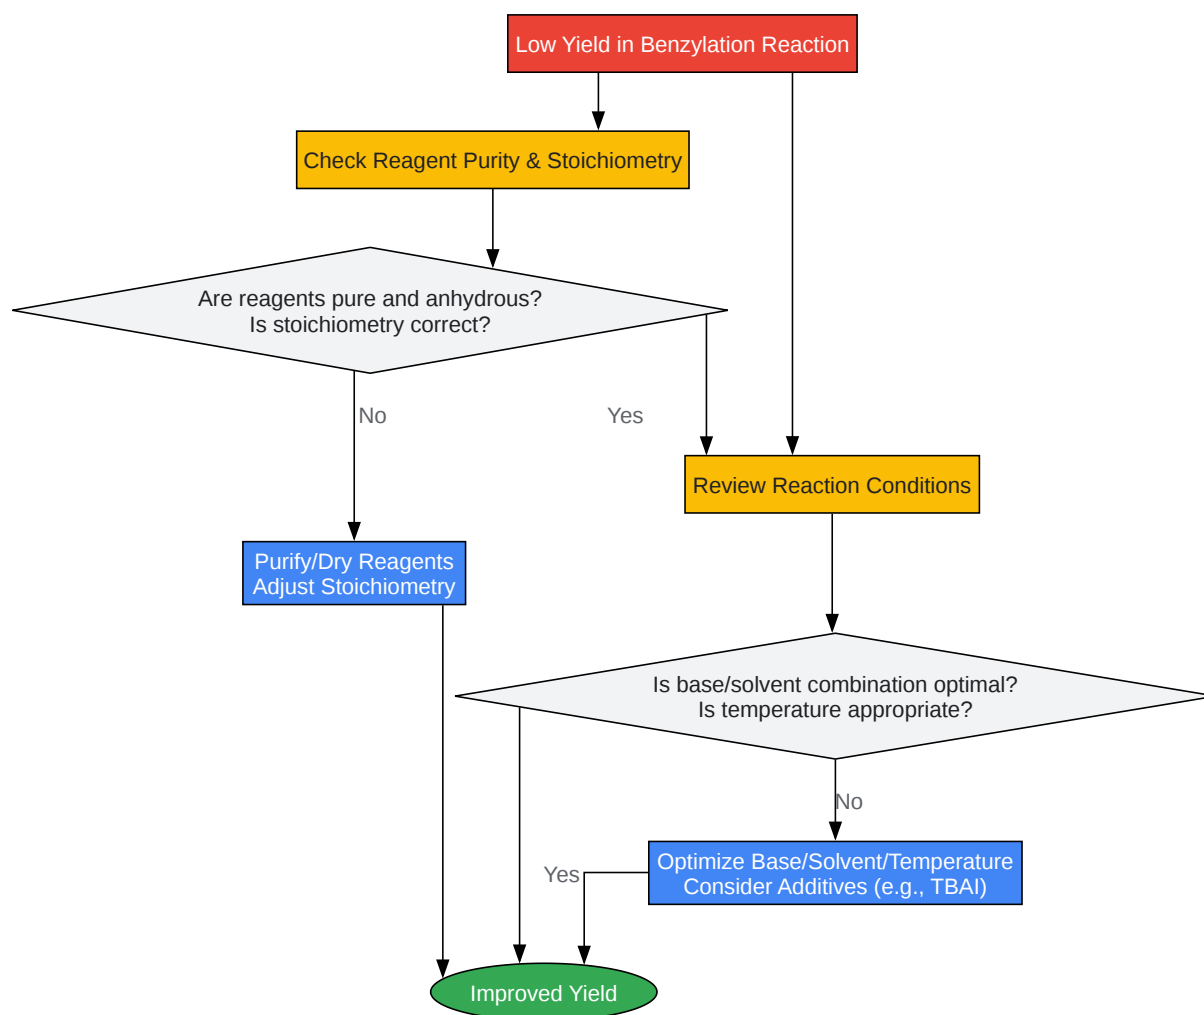 Low Yield in Benzylation Reaction
Check Reagent Purity & Stoichiometry
Are reagents pure and anhydrous?
Is stoichiometry correct?
No
Yes
Review Reaction Conditions
Purify/Dry Reagents
Adjust Stoichiometry
Is base/solvent combination optimal?
Is temperature appropriate?
No
Optimize Base/Solvent/Temperature
Consider Additives (e.g., TBAI)
Yes
Improved Yield